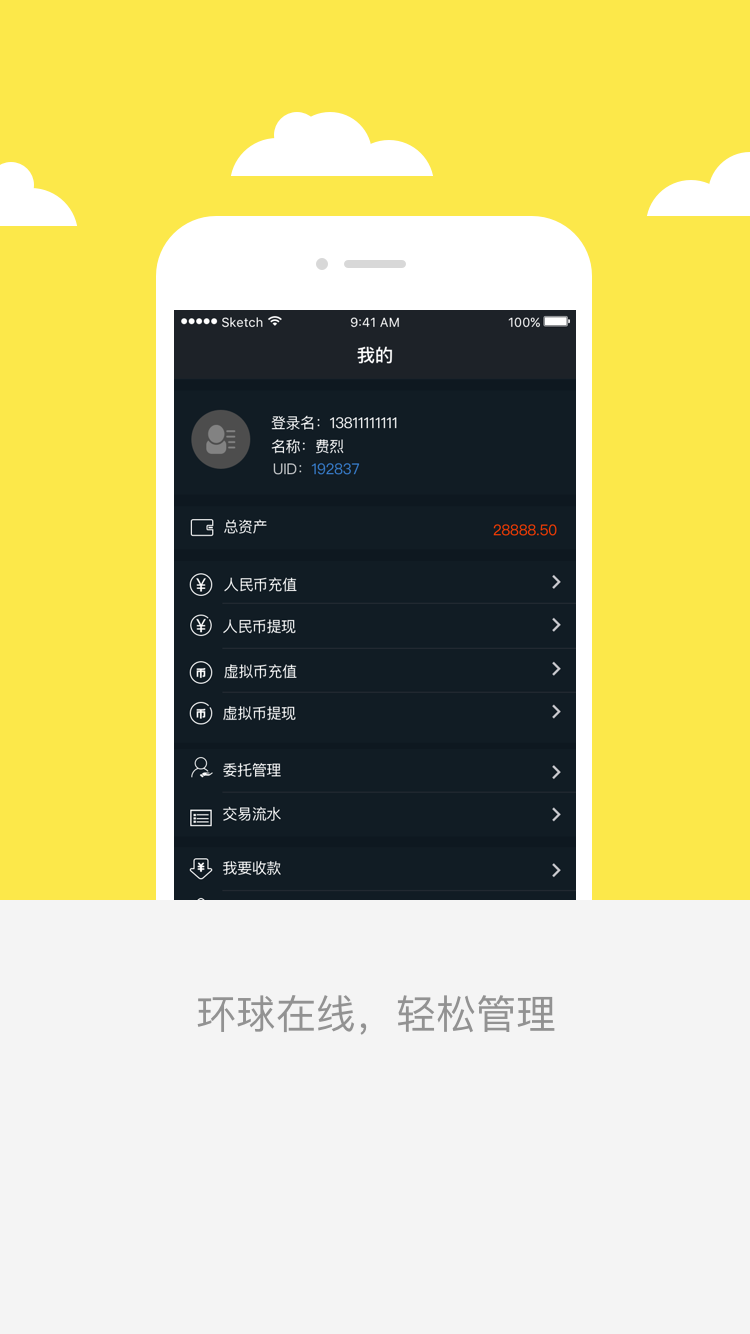 Sketch 9:41 AM 100%
我的
登录名：13811111111
名称：费烈
UID：192837
总资产 28888.50
人民币充值
人民币提现
虚拟币充值
虚拟币提现
委托管理
交易流水
我要收款
环球在线，轻松管理